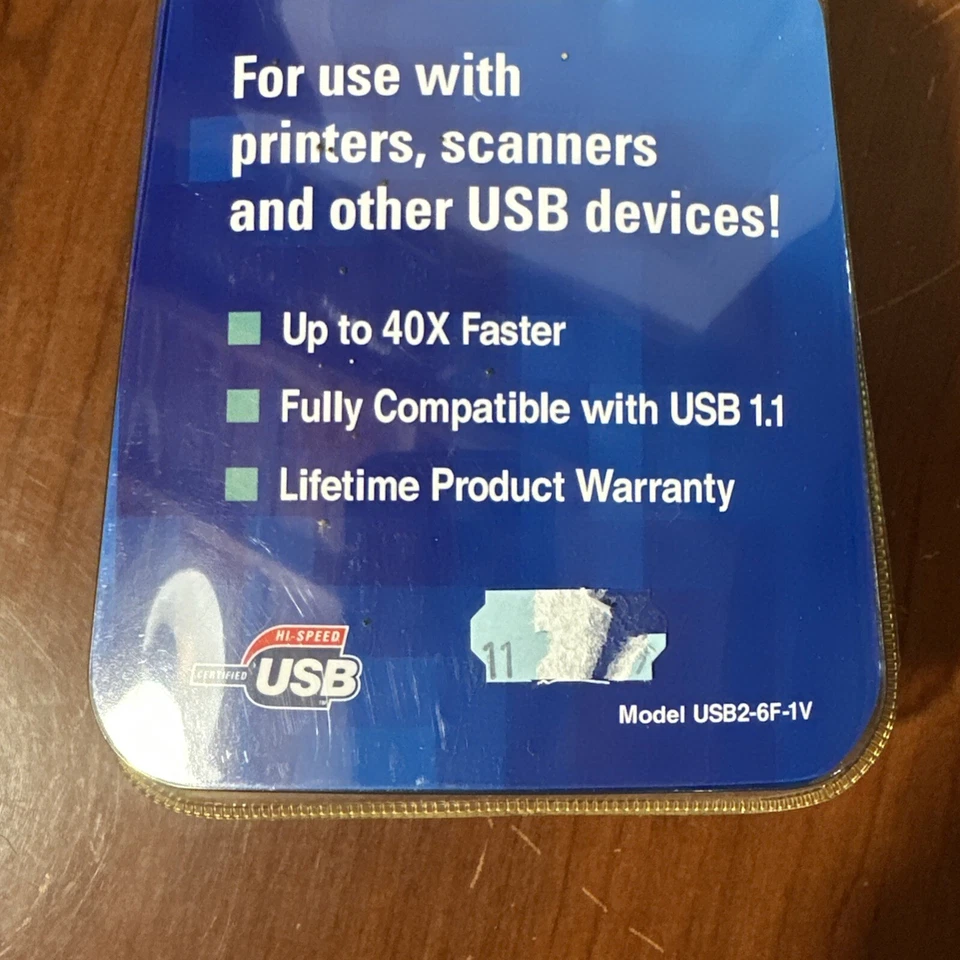 For use with
printers, scanners
and other USB devices!
Up to 40X Faster
Fully Compatible with USB 1.1
Lifetime Product Warranty
HI-SPEED
CERTIFIED
USB
TM
11
Model USB2-6F-1V